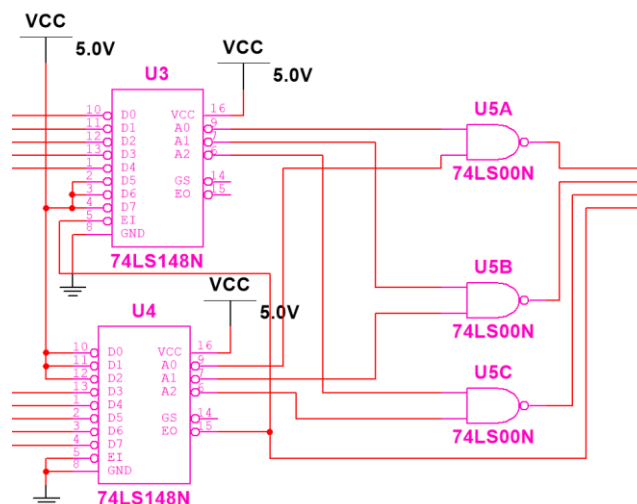 VCC
5.0V
VCC
5.0V
U3
10 D0 VCC 16
11 D1 A0 9
12 D2 A1 7
13 D3 A2 6
1 D4
2 D5 GS 14
3 D6 EO 15
4 D7
5 EI
8 GND
74LS148N
U5A
74LS00N
VCC
5.0V
U4
10 D0 VCC 16
11 D1 A0 9
12 D2 A1 7
13 D3 A2 6
1 D4
2 D5 GS 14
3 D6 EO 15
4 D7
5 EI
8 GND
74LS148N
U5B
74LS00N
U5C
74LS00N